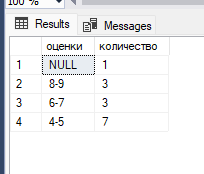 100 %
Results Messages
оценки количество
1 NULL 1
2 8-9 3
3 6-7 3
4 4-5 7